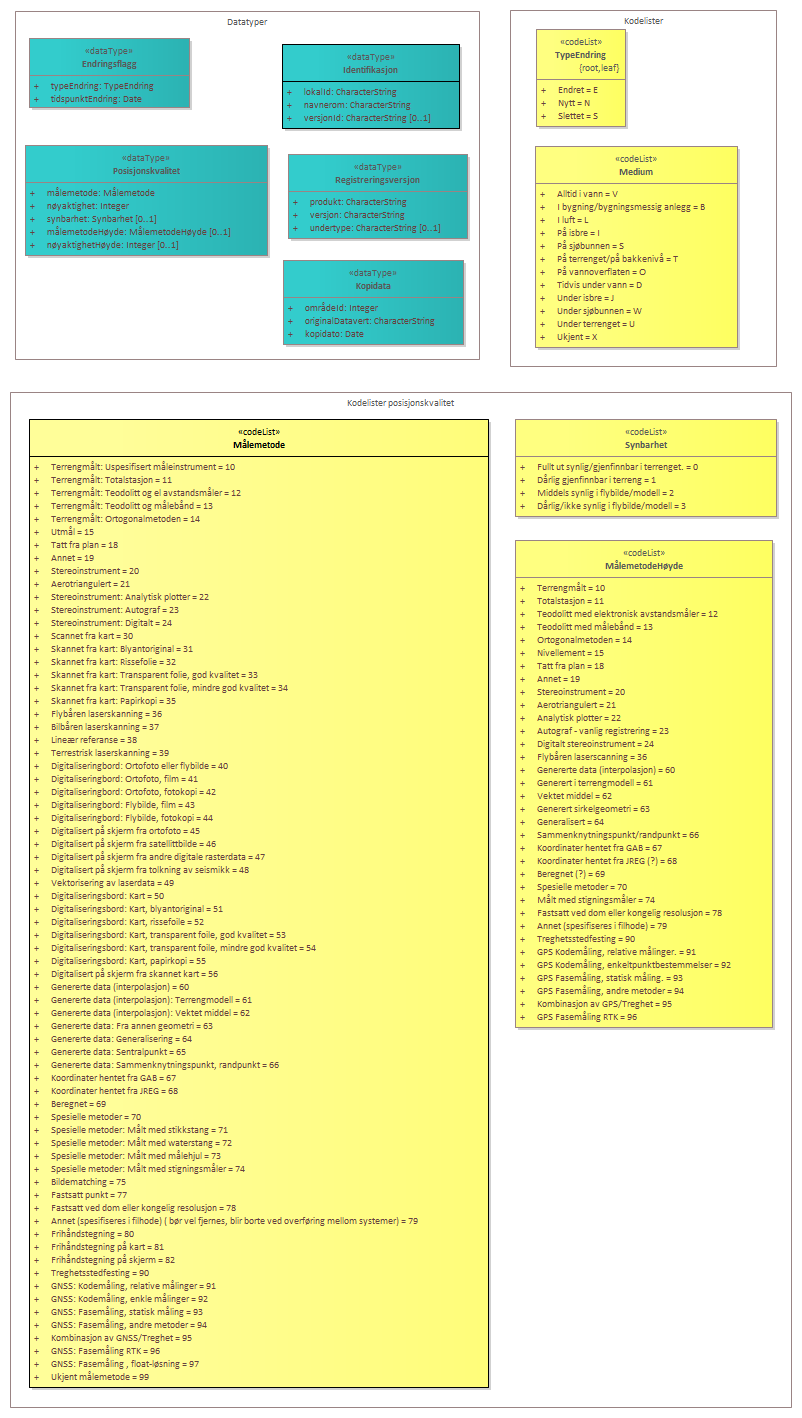 Datatyper
«dataType»
Endringsflagg
+ typeEndring: TypeEndring
+ tidspunktEndring: Date
«dataType»
Identifikasjon
+ lokalId: CharacterString
+ navnerom: CharacterString
+ versjonId: CharacterString [0..1]
«dataType»
Posisjonskvalitet
+ målemetode: Målemetode
+ nøyaktighet: Integer
+ synbarhet: Synbarhet [0..1]
+ målemetodeHøyde: MålemetodeHøyde [0..1]
+ nøyaktighetHøyde: Integer [0..1]
«dataType»
Registreringsversjon
+ produkt: CharacterString
+ versjon: CharacterString
+ undertype: CharacterString [0..1]
«dataType»
Kopidata
+ områdeId: Integer
+ originalDatavert: CharacterString
+ kopidato: Date
Kodelister
«codeList»
TypeEndring
{root,leaf}
+ Endret = E
+ Nytt = N
+ Slettet = S
«codeList»
Medium
+ Alltid i vann = V
+ I bygning/bygningsmessig anlegg = B
+ I luft = L
+ På isbre = I
+ På sjøbunnen = S
+ På terrenget/på bakkenivå = T
+ På vannoverflaten = O
+ Tidvis under vann = D
+ Under isbre = J
+ Under sjøbunnen = W
+ Under terrenget = U
+ Ukjent = X
Kodelister posisjonskvalitet
«codeList»
Målemetode
+ Terrengmålt: Uspesifisert måleinstrument = 10
+ Terrengmålt: Totalstasjon = 11
+ Terrengmålt: Teodolitt og el avstandsmåler = 12
+ Terrengmålt: Teodolitt og målebånd = 13
+ Terrengmålt: Ortogonalmetoden = 14
+ Utmål = 15
+ Tatt fra plan = 18
+ Annet = 19
+ Stereoinstrument = 20
+ Aerotriangulert = 21
+ Stereoinstrument: Analytisk plotter = 22
+ Stereoinstrument: Autograf = 23
+ Stereoinstrument: Digitalt = 24
+ Scannet fra kart = 30
+ Skannet fra kart: Blyantoriginal = 31
+ Skannet fra kart: Rissefolie = 32
+ Skannet fra kart: Transparent folie, god kvalitet = 33
+ Skannet fra kart: Transparent folie, mindre god kvalitet = 34
+ Skannet fra kart: Papirkopi = 35
+ Flybåren laserskanning = 36
+ Bilbåren laserskanning = 37
+ Lineær referanse = 38
+ Terrestrisk laserskanning = 39
+ Digitaliseringbord: Ortofoto eller flybilde = 40
+ Digitaliseringbord: Ortofoto, film = 41
+ Digitaliseringbord: Ortofoto, fotokopi = 42
+ Digitaliseringbord: Flybilde, film = 43
+ Digitaliseringbord: Flybilde, fotokopi = 44
+ Digitalisert på skjerm fra ortofoto = 45
+ Digitalisert på skjerm fra satellittbilde = 46
+ Digitalisert på skjerm fra andre digitale rasterdata = 47
+ Digitalisert på skjerm fra tolkning av seismikk = 48
+ Vektorisering av laserdata = 49
+ Digitaliseringsbord: Kart = 50
+ Digitaliseringsbord: Kart, blyantoriginal = 51
+ Digitaliseringsbord: Kart, rissefoile = 52
+ Digitaliseringsbord: Kart, transparent foile, god kvalitet = 53
+ Digitaliseringsbord: Kart, transparent foile, mindre god kvalitet = 54
+ Digitaliseringsbord: Kart, papirkopi = 55
+ Digitalisert på skjerm fra skannet kart = 56
+ Genererte data (interpolasjon) = 60
+ Genererte data (interpolasjon): Terrengmodell = 61
+ Genererte data (interpolasjon): Vektet middel = 62
+ Genererte data: Fra annen geometri = 63
+ Genererte data: Generalisering = 64
+ Genererte data: Sentralpunkt = 65
+ Genererte data: Sammenknytningspunkt, randpunkt = 66
+ Koordinater hentet fra GAB = 67
+ Koordinater hentet fra JREG = 68
+ Beregnet = 69
+ Spesielle metoder = 70
+ Spesielle metoder: Målt med stikkstang = 71
+ Spesielle metoder: Målt med waterstang = 72
+ Spesielle metoder: Målt med målehjul = 73
+ Spesielle metoder: Målt med stigningsmåler = 74
+ Bildematching = 75
+ Fastsatt punkt = 77
+ Fastsatt ved dom eller kongelig resolusjon = 78
+ Annet (spesifiseres i filhode) ( bør vel fjernes, blir borte ved overføring mellom systemer) = 79
+ Frihåndstegning = 80
+ Frihåndstegning på kart = 81
+ Frihåndstegning på skjerm = 82
+ Treghetsstedfesting = 90
+ GNSS: Kodemåling, relative målinger = 91
+ GNSS: Kodemåling, enkle målinger = 92
+ GNSS: Fasemåling, statisk måling = 93
+ GNSS: Fasemåling, andre metoder = 94
+ Kombinasjon av GNSS/Treghet = 95
+ GNSS: Fasemåling RTK = 96
+ GNSS: Fasemåling , float-løsning = 97
+ Ukjent målemetode = 99
«codeList»
Synbarhet
+ Fullt ut synlig/gjenfinnbar i terrenget. = 0
+ Dårlig gjenfinnbar i terreng = 1
+ Middels synlig i flybilde/modell = 2
+ Dårlig/ikke synlig i flybilde/modell = 3
«codeList»
MålemetodeHøyde
+ Terrengmålt = 10
+ Totalstasjon = 11
+ Teodolitt med elektronisk avstandsmåler = 12
+ Teodolitt med målebånd = 13
+ Ortogonalmetoden = 14
+ Nivellement = 15
+ Tatt fra plan = 18
+ Annet = 19
+ Stereoinstrument = 20
+ Aerotriangulert = 21
+ Analytisk plotter = 22
+ Autograf - vanlig registrering = 23
+ Digitalt stereoinstrument = 24
+ Flybåren laserscanning = 36
+ Genererte data (interpolasjon) = 60
+ Generert i terrengmodell = 61
+ Vektet middel = 62
+ Generert sirkelgeometri = 63
+ Generalisert = 64
+ Sammenknytningspunkt/randpunkt = 66
+ Koordinater hentet fra GAB = 67
+ Koordinater hentet fra JREG (?) = 68
+ Beregnet (?) = 69
+ Spesielle metoder = 70
+ Målt med stigningsmåler = 74
+ Fastsatt ved dom eller kongelig resolusjon = 78
+ Annet (spesifiseres i filhode) = 79
+ Treghetsstedfesting = 90
+ GPS Kodemåling, relative målinger. = 91
+ GPS Kodemåling, enkeltpunktbestemmelser = 92
+ GPS Fasemåling, statisk måling. = 93
+ GPS Fasemåling, andre metoder = 94
+ Kombinasjon av GPS/Treghet = 95
+ GPS Fasemåling RTK = 96